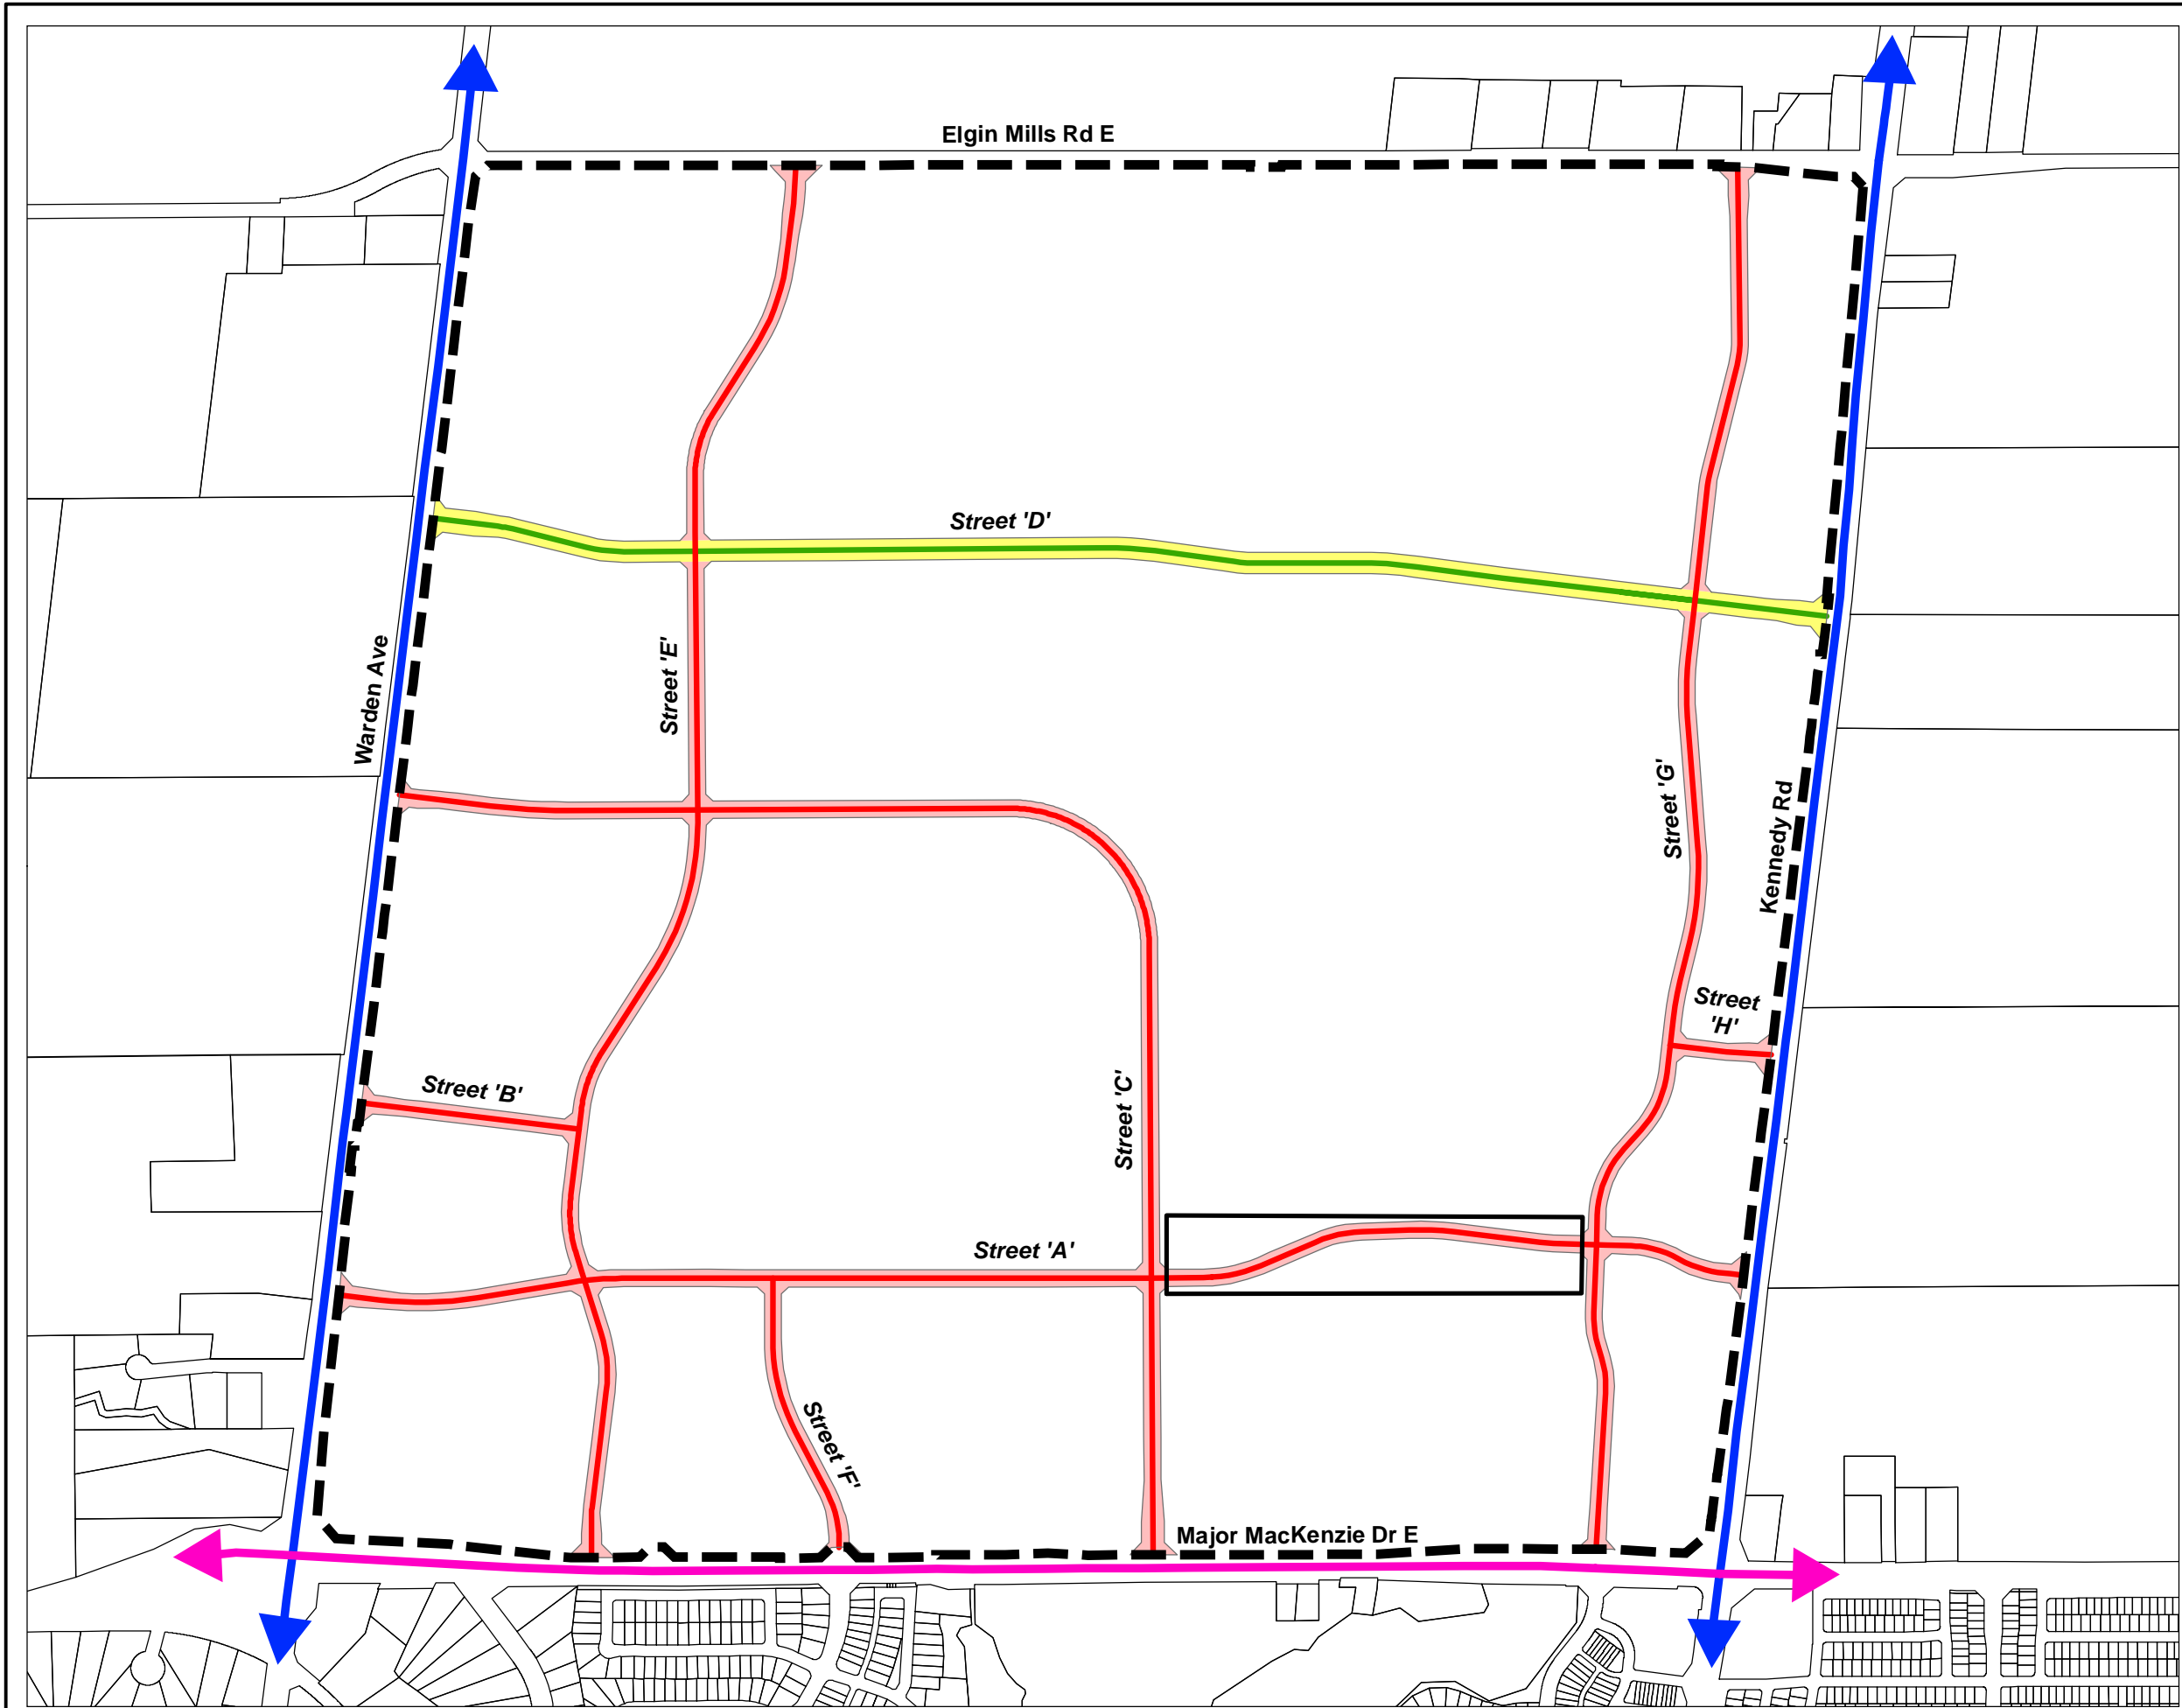 Elgin Mills Rd E
Street 'D'
Street 'E'
Warden Ave
Street 'G'
Kennedy Rd
Street
'H'
Street 'B'
Street 'C'
Street 'A'
Street 'F'
Major MacKenzie Dr E